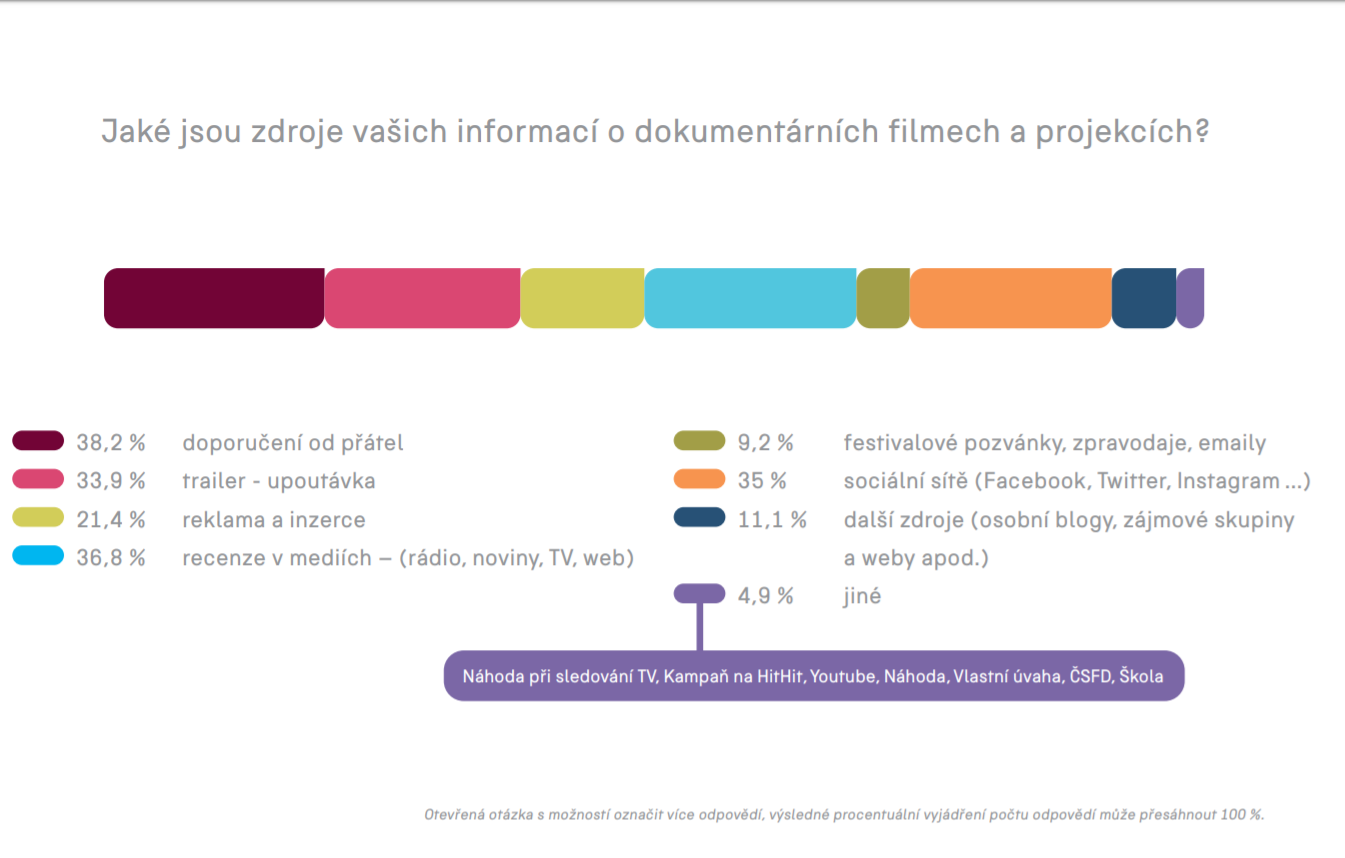 Jaké jsou zdroje vašich informací o dokumentárních filmech a projekcích?
38,2 % doporučení od přátel
33,9 % trailer - upoutávka
21,4 % reklama a inzerce
36,8 % recenze v mediích – (rádio, noviny, TV, web)
9,2 % festivalové pozvánky, zpravodaje, emaily
35 % sociální sítě (Facebook, Twitter, Instagram ...)
11,1 % další zdroje (osobní blogy, zájmové skupiny
a weby apod.)
4,9 % jiné
Náhoda při sledování TV, Kampaň na HitHit, Youtube, Náhoda, Vlastní úvaha, ČSFD, Škola
Otevřená otázka s možností označit více odpovědí, výsledné procentuální vyjádření počtu odpovědí může přesáhnout 100 %.